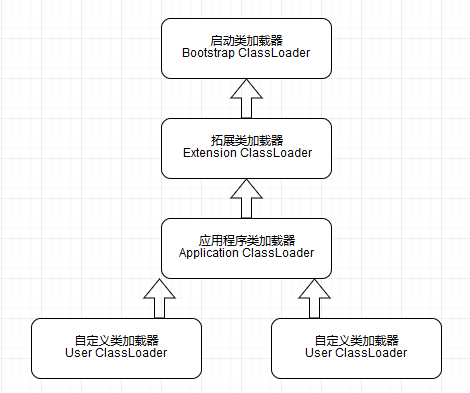 启动类加载器
Bootstrap ClassLoader
拓展类加载器
Extension ClassLoader
应用程序类加载器
Application ClassLoader
自定义类加载器
User ClassLoader
自定义类加载器
User ClassLoader